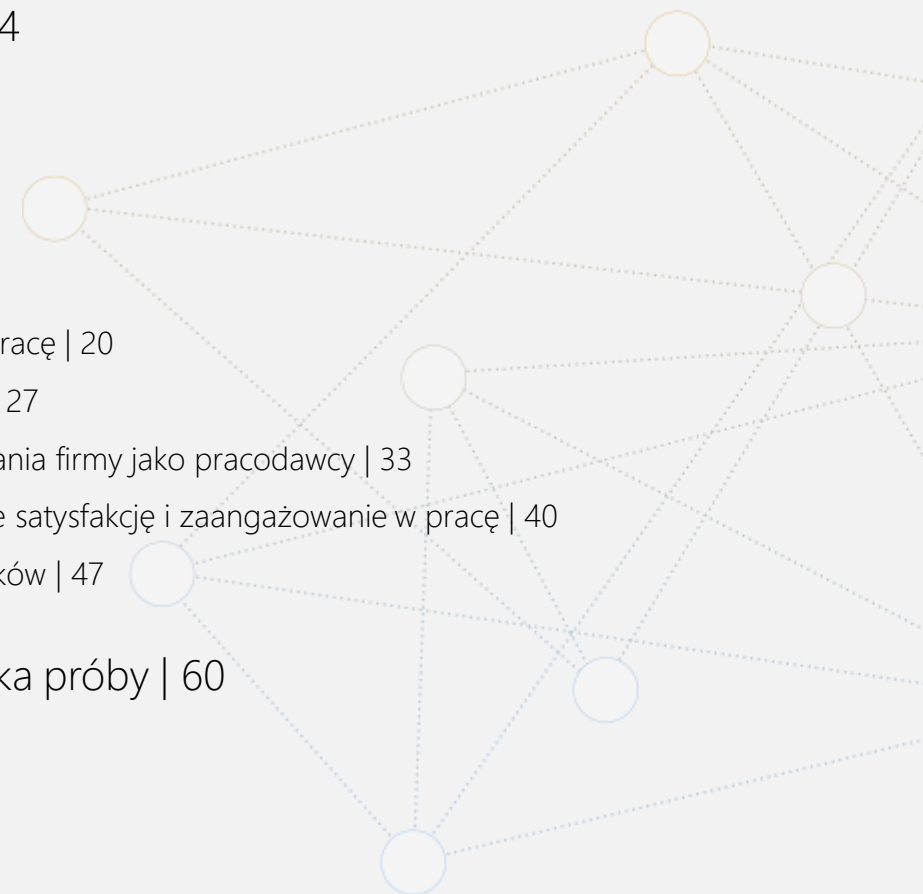 4
racę | 20
27
ania firmy jako pracodawcy | 33
e satysfakcję i zaangażowanie w pracę | 40
ków | 47
ka próby | 60